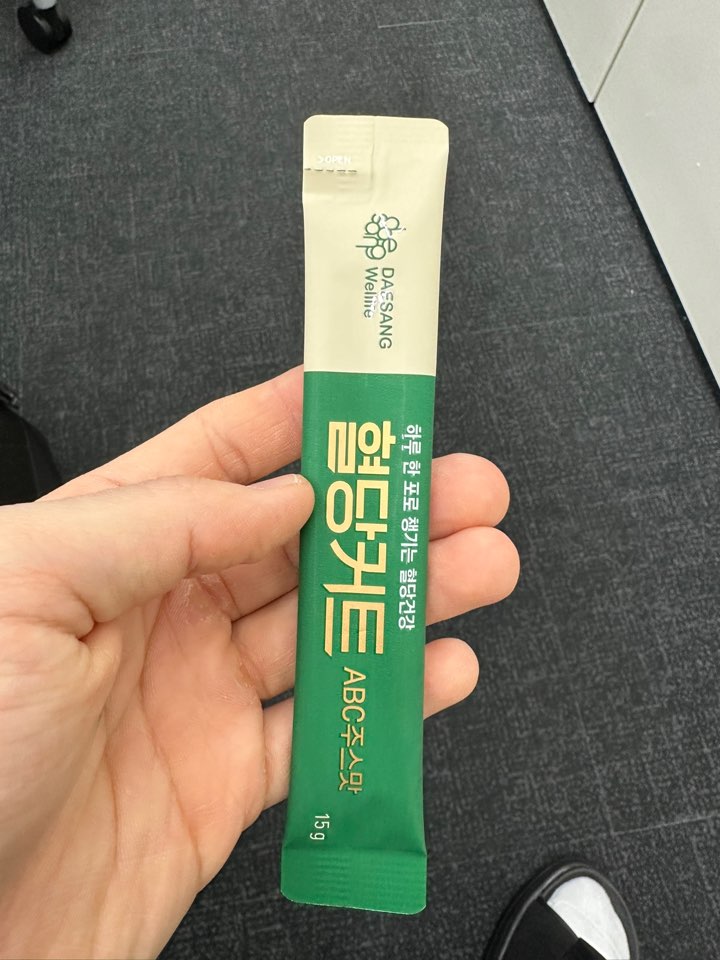 >OPEN
daesang
DAESANG
Wellife
하루 한 포로 챙기는 혈당건강
혈당커트 ABC주스맛
15g